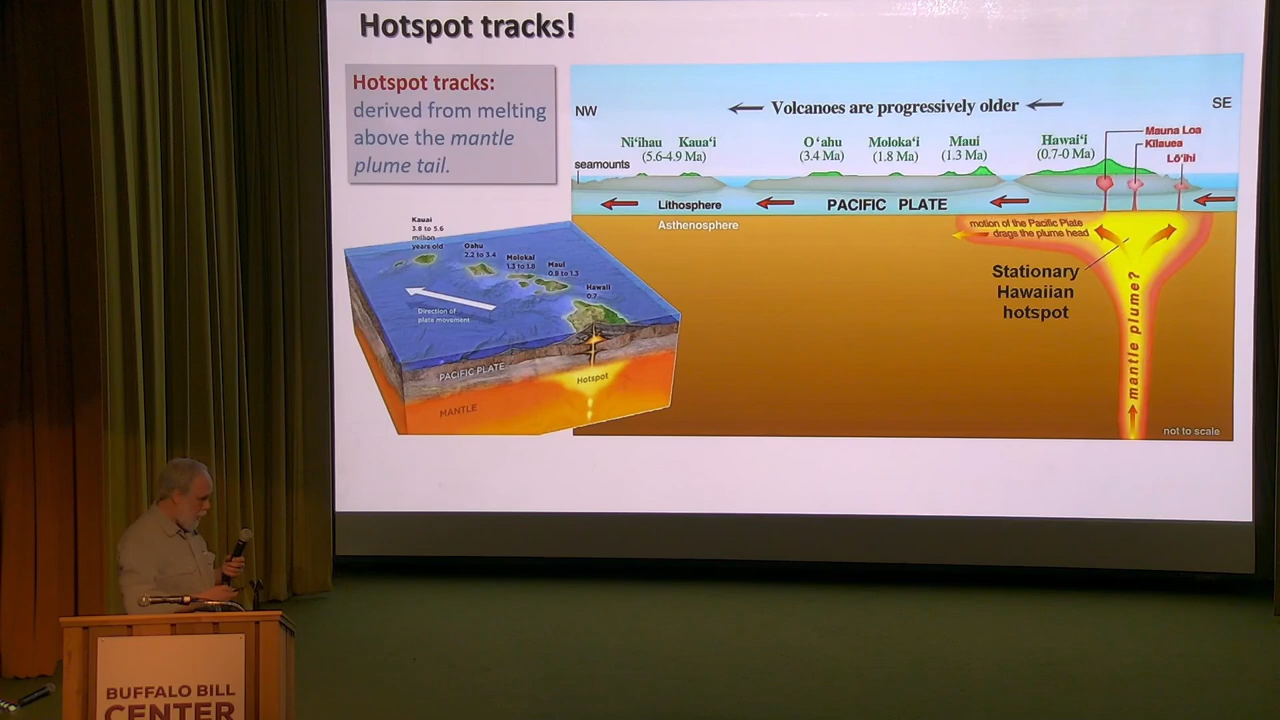 Hotspot tracks!
Hotspot tracks:
derived from melting
above the mantle
plume tail.
NW
← Volcanoes are progressively older ←
SE
Ni'ihau Kaua'i
(5.6-4.9 Ma)
O'ahu
(3.4 Ma)
Moloka'i
(1.8 Ma)
Maui
(1.3 Ma)
Hawai'i
(0.7-0 Ma)
Mauna Loa
Kilauea
Lō'ihi
seamounts
Lithosphere
PACIFIC PLATE
Asthenosphere
motion of the Pacific Plate
drags the plume head
Stationary
Hawaiian
hotspot
mantle plume?
not to scale
Kauai
3.8 to 5.6
million
years old
Oahu
2.2 to 3.4
Molokai
1.3 to 1.8
Maui
0.8 to 1.3
Hawaii
0.7
Direction of
plate movement
PACIFIC PLATE
Hotspot
MANTLE
BUFFALO BILL
CENTER